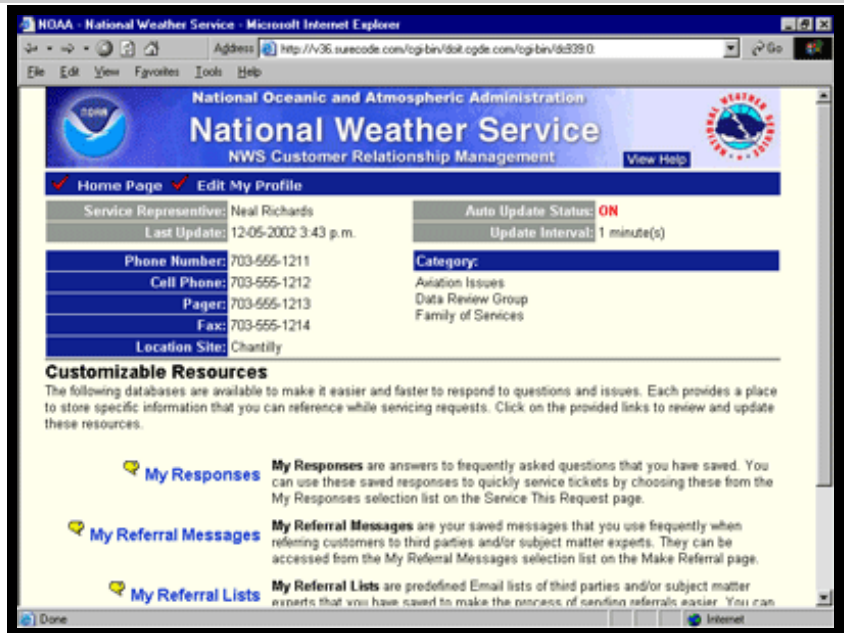 NOAA - National Weather Service - Microsoft Internet Explorer
Address http://v36.surecode.com/cgi-bin/doit.cgi Go
File Edit View Favorites Tools Help
NOAA
National Oceanic and Atmospheric Administration
National Weather Service
NWS Customer Relationship Management
View Help
NATIONAL WEATHER SERVICE
Home Page Edit My Profile
Service Representive: Neal Richards
Auto Update Status: ON
Last Update: 12-05-2002 3:43 p.m.
Update Interval: 1 minute(s)
Phone Number: 703-555-1211
Cell Phone: 703-555-1212
Pager: 703-555-1213
Fax: 703-555-1214
Location Site: Chantilly
Category:
Aviation Issues
Data Review Group
Family of Services
Customizable Resources
The following databases are available to make it easier and faster to respond to questions and issues. Each provides a place
to store specific information that you can reference while servicing requests. Click on the provided links to review and update
these resources.
My Responses
My Responses are answers to frequently asked questions that you have saved. You
can use these saved responses to quickly service tickets by choosing these from the
My Responses selection list on the Service This Request page.
My Referral Messages
My Referral Messages are your saved messages that you use frequently when
referring customers to third parties and/or subject matter experts. They can be
accessed from the My Referral Messages selection list on the Make Referral page.
My Referral Lists
My Referral Lists are predefined Email lists of third parties and/or subject matter
experts that you have saved to make the process of sending referrals easier. You can
Done
Internet